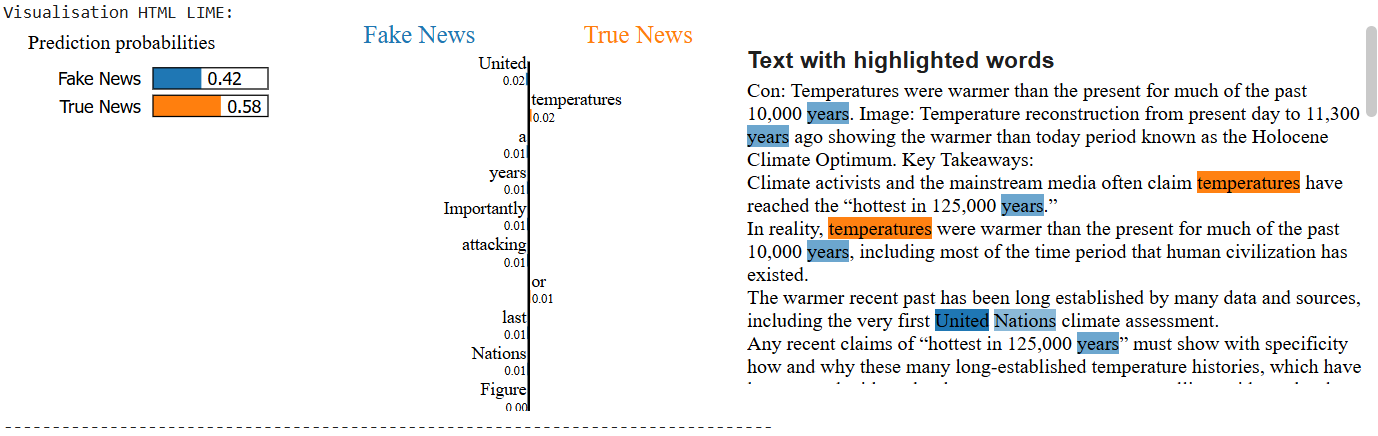 Visualisation HTML LIME:
Prediction probabilities
Fake News 0.42
True News 0.58
Fake News True News
United
0.02
temperatures
0.02
a
0.01
years
0.01
Importantly
0.01
attacking
0.01
or
0.01
last
0.01
Nations
0.01
Figure
0.00
Text with highlighted words
Con: Temperatures were warmer than the present for much of the past
10,000 years. Image: Temperature reconstruction from present day to 11,300
years ago showing the warmer than today period known as the Holocene
Climate Optimum. Key Takeaways:
Climate activists and the mainstream media often claim temperatures have
reached the “hottest in 125,000 years.”
In reality, temperatures were warmer than the present for much of the past
10,000 years, including most of the time period that human civilization has
existed.
The warmer recent past has been long established by many data and sources,
including the very first United Nations climate assessment.
Any recent claims of “hottest in 125,000 years” must show with specificity
how and why these many long-established temperature histories, which have